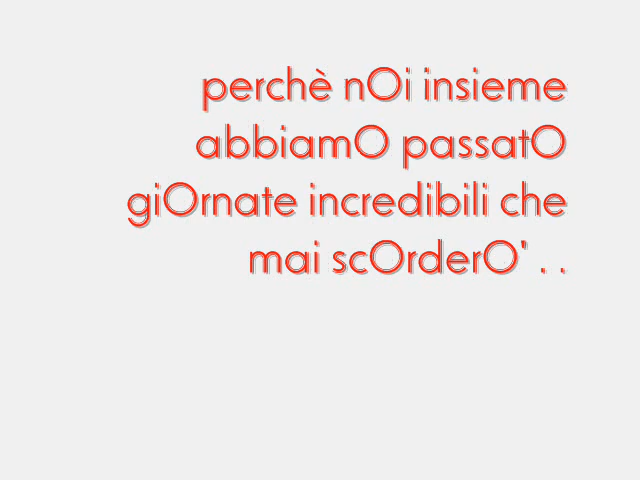 perchè nOi insieme
abbiamO passatO
giOrnate incredibili che
mai scOrderO' . .